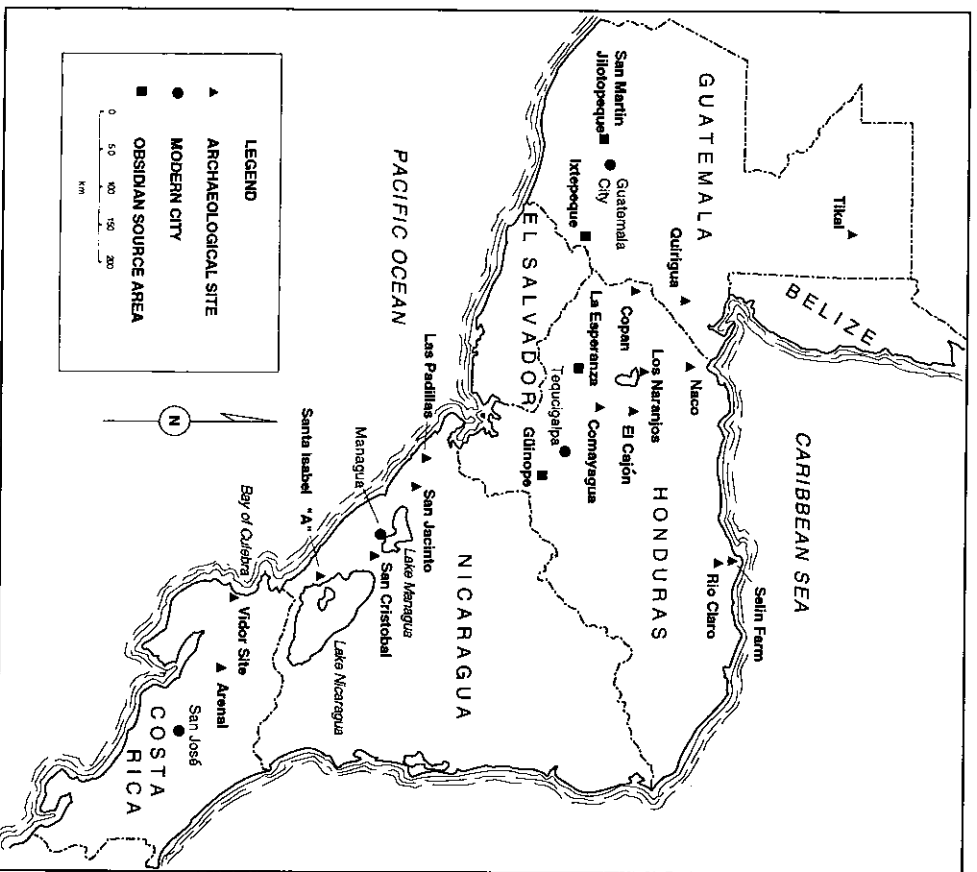 GUATEMALA
Tikal
BELIZE
CARIBBEAN SEA
San Martin
Jilotopeque
Guatemala
City
Ixtepeque
Quirigua
Copan
Naco
Los Naranjos
La Esperanza
El Cajón
Comayagua
Tequcigalpa
Güinope
HONDURAS
Selin Farm
Rio Claro
EL SALVADOR
PACIFIC OCEAN
NICARAGUA
Las Padillas
San Jacinto
Managua
Lake Managua
San Cristobal
Santa Isabel "A"
Lake Nicaragua
Bay of Culebra
Vidor Site
Arenal
San José
COSTA
RICA
LEGEND
ARCHAEOLOGICAL SITE
MODERN CITY
OBSIDIAN SOURCE AREA
0 50 100 150 200
km
N